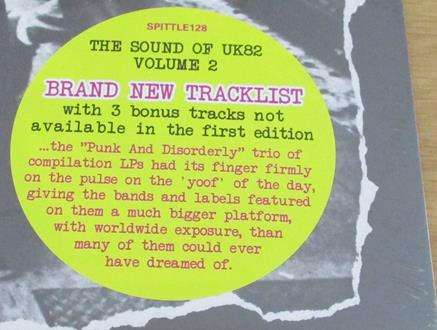 SPITTLE128
THE SOUND OF UK82
VOLUME 2
BRAND NEW TRACKLIST
with 3 bonus tracks not
available in the first edition
...the "Punk And Disorderly" trio of
compilation LPs had its finger firmly
on the pulse on the 'yoof' of the day,
giving the bands and labels featured
on them a much bigger platform,
with worldwide exposure, than
many of them could ever
have dreamed of.